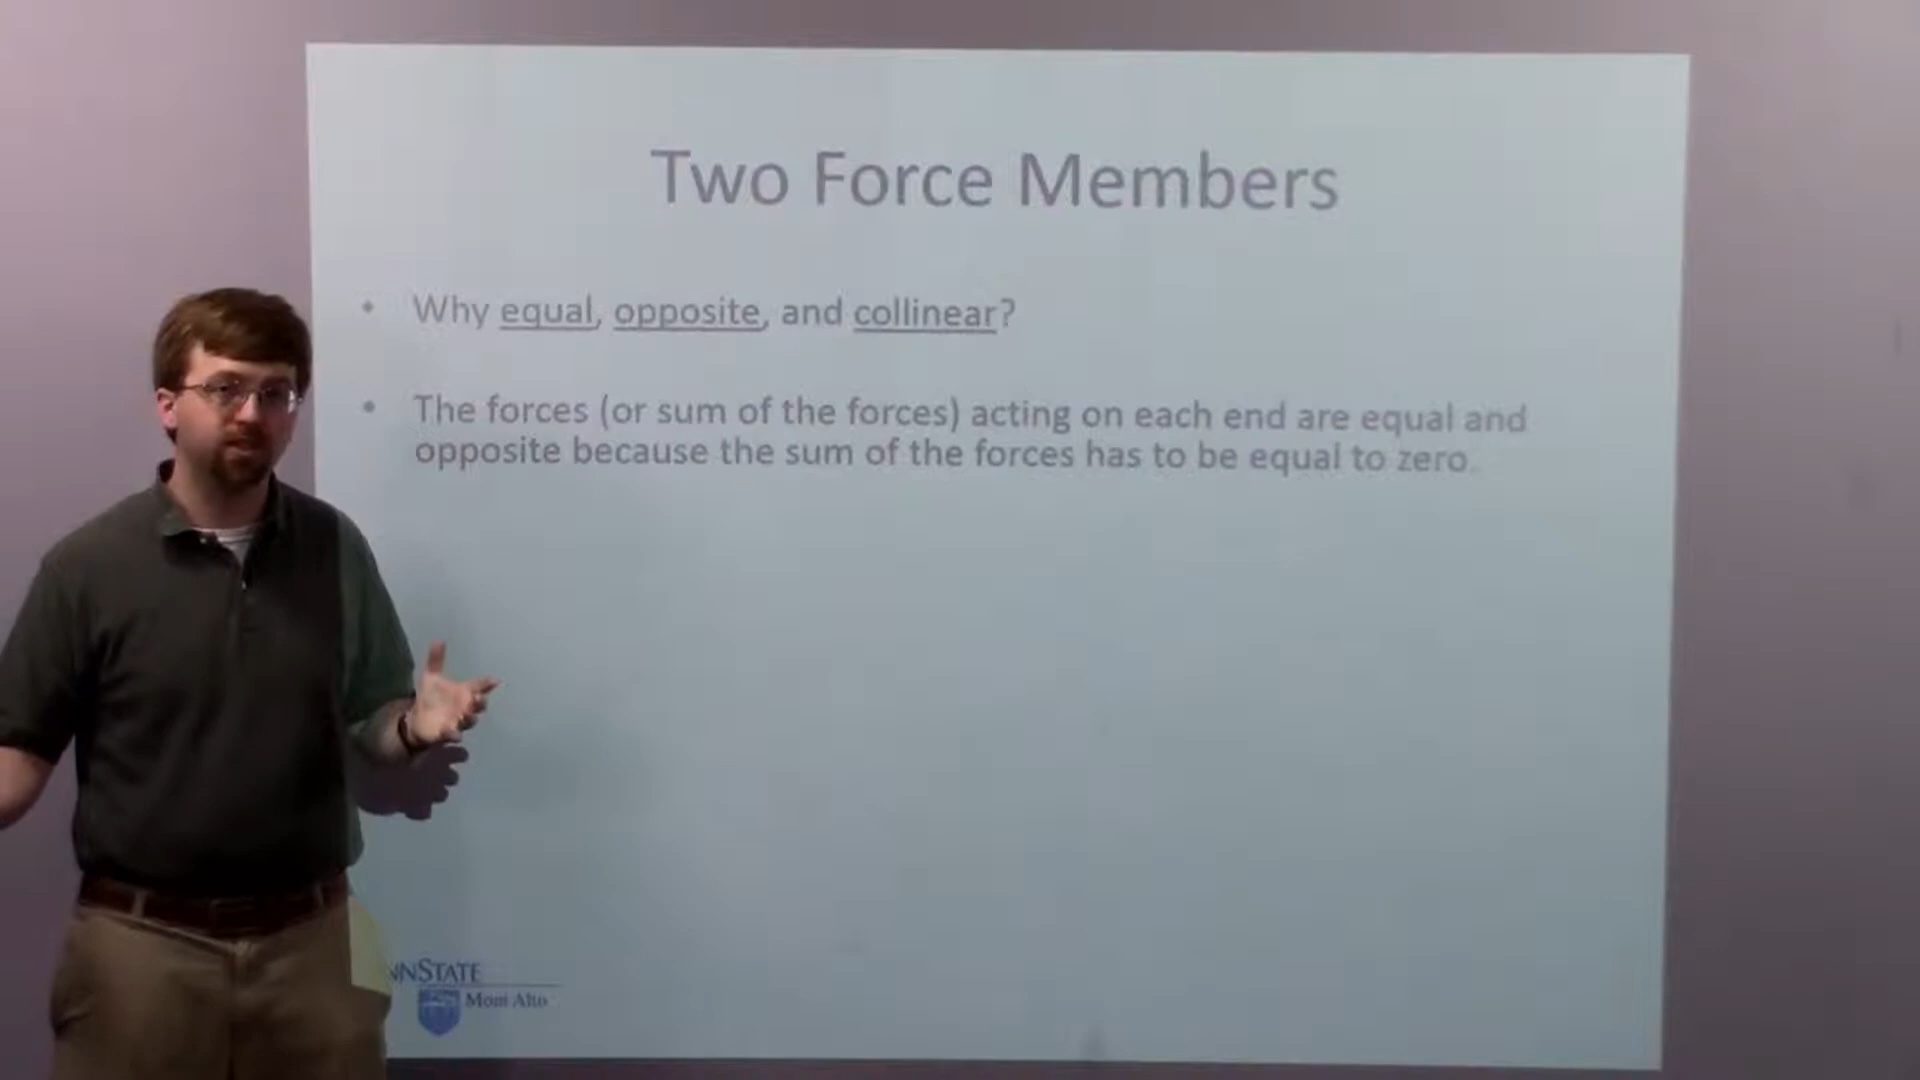 Two Force Members
• Why equal, opposite, and collinear?
• The forces (or sum of the forces) acting on each end are equal and
opposite because the sum of the forces has to be equal to zero.
NNSTATE
Mont Alto